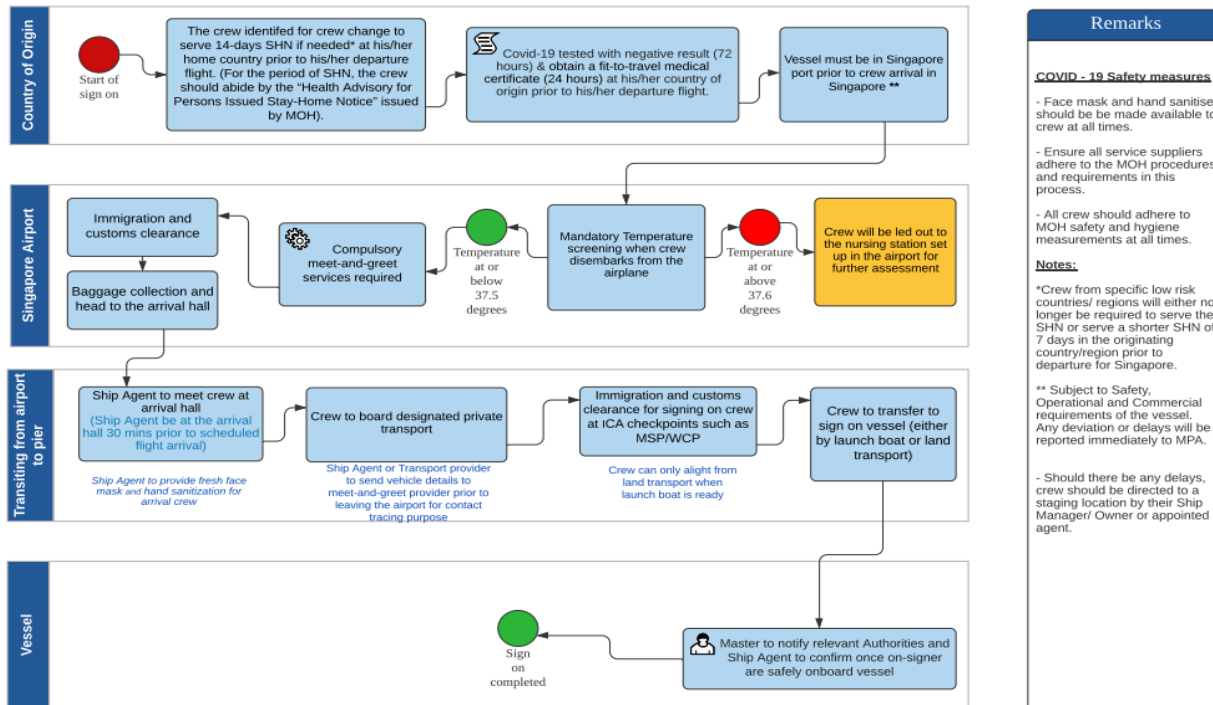 Country of Origin
Start of
sign on
The crew identifed for crew change to
serve 14-days SHN if needed* at his/her
home country prior to his/her departure
flight. (For the period of SHN, the crew
should abide by the “Health Advisory for
Persons Issued Stay-Home Notice” issued
by MOH).
Covid-19 tested with negative result (72
hours) & obtain a fit-to-travel medical
certificate (24 hours) at his/her country of
origin prior to his/her departure flight.
Vessel must be in Singapore
port prior to crew arrival in
Singapore **
Singapore Airport
Immigration and
customs clearance
Baggage collection and
head to the arrival hall
Compulsory
meet-and-greet
services required
Temperature
at or
below
37.5
degrees
Mandatory Temperature
screening when crew
disembarks from the
airplane
Temperature
at or
above
37.6
degrees
Crew will be led out to
the nursing station set
up in the airport for
further assessment
Transiting from airport
to pier
Ship Agent to meet crew at
arrival hall
(Ship Agent be at the arrival
hall 30 mins prior to scheduled
flight arrival)
Ship Agent to provide fresh face
mask and hand sanitization for
arrival crew
Crew to board designated private
transport
Ship Agent or Transport provider
to send vehicle details to
meet-and-greet provider prior to
leaving the airport for contact
tracing purpose
Immigration and customs
clearance for signing on crew
at ICA checkpoints such as
MSP/WCP
Crew can only alight from
land transport when
launch boat is ready
Crew to transfer to
sign on vessel (either
by launch boat or land
transport)
Vessel
Sign
on
completed
Master to notify relevant Authorities and
Ship Agent to confirm once on-signer
are safely onboard vessel
Remarks
COVID - 19 Safety measures
- Face mask and hand sanitise
should be be made available to
crew at all times.
- Ensure all service suppliers
adhere to the MOH procedures
and requirements in this
process.
- All crew should adhere to
MOH safety and hygiene
measurements at all times.
Notes:
*Crew from specific low risk
countries/ regions will either no
longer be required to serve the
SHN or serve a shorter SHN of
7 days in the originating
country/region prior to
departure for Singapore.
** Subject to Safety,
Operational and Commercial
requirements of the vessel.
Any deviation or delays will be
reported immediately to MPA.
- Should there be any delays,
crew should be directed to a
staging location by their Ship
Manager/ Owner or appointed
agent.